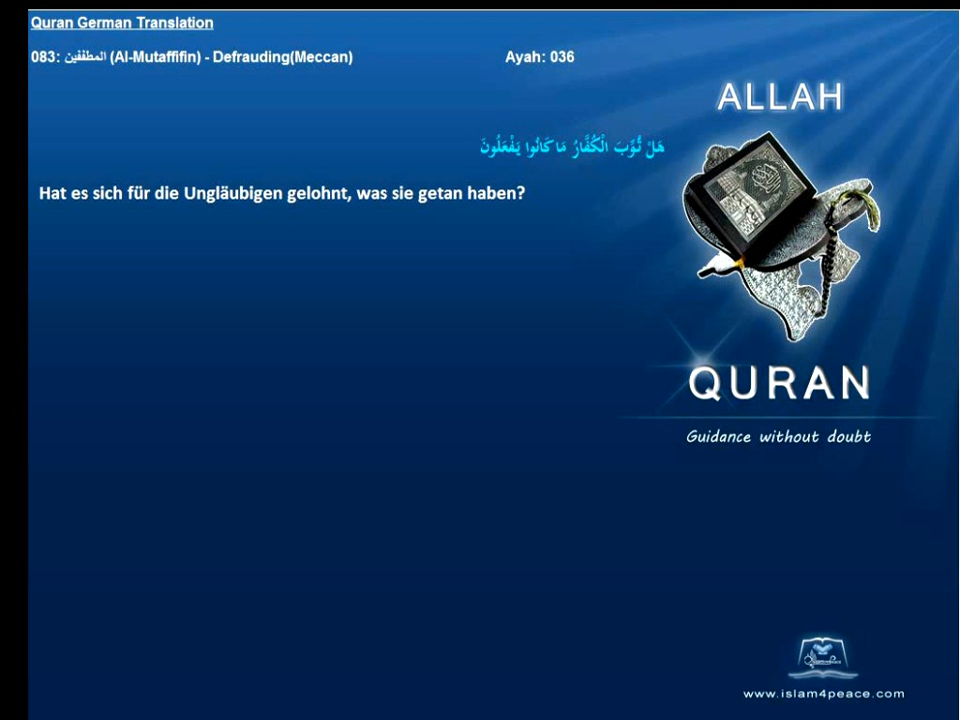 Quran German Translation
083: المطففين (Al-Mutaffifin) - Defrauding(Meccan) Ayah: 036
ALLAH
هَلْ ثُوِّبَ الْكُفَّارُ مَا كَانُوا يَفْعَلُونَ
Hat es sich für die Ungläubigen gelohnt, was sie getan haben?
QURAN
Guidance without doubt
www.islam4peace.com